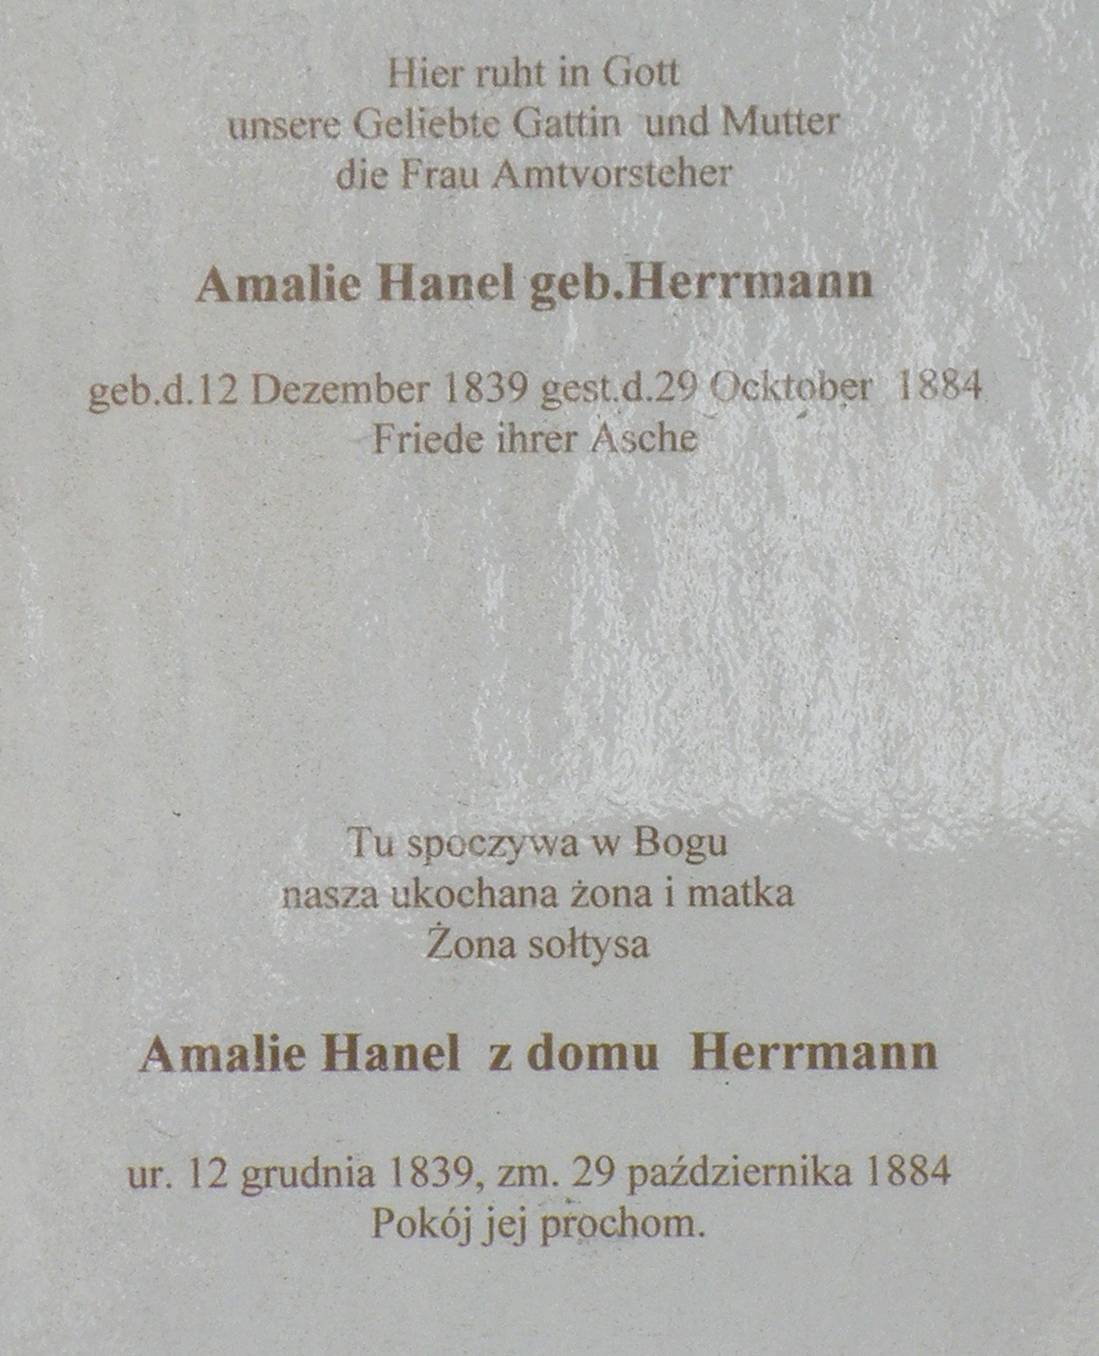 Hier ruht in Gott
unsere Geliebte Gattin und Mutter
die Frau Amtvorsteher
Amalie Hanel geb.Herrmann
geb.d.12 Dezember 1839 gest.d.29 Ocktober 1884
Friede ihrer Asche
Tu spoczywa w Bogu
nasza ukochana żona i matka
Żona sołtysa
Amalie Hanel z domu Herrmann
ur. 12 grudnia 1839, zm. 29 października 1884
Pokój jej prochom.